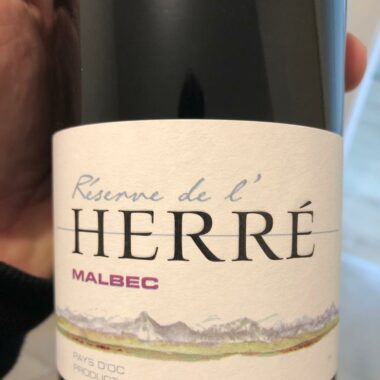 Réserve de l'
HERRÉ
MALBEC
PAYS D'OC